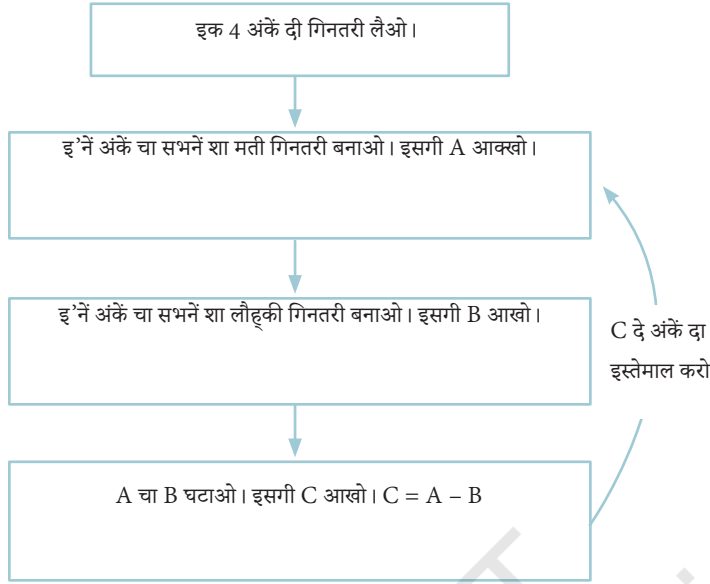 इक 4 अंकें दी गिनतरी लैओ।
इ’नें अंकें चा सभनें शा मती गिनतरी बनाओ। इसगी A आक्खो।
इ’नें अंकें चा सभनें शा लौह्‌की गिनतरी बनाओ। इसगी B आखो।
C दे अंकें दा
इस्तेमाल करो
A चा B घटाओ। इसगी C आखो। C = A – B